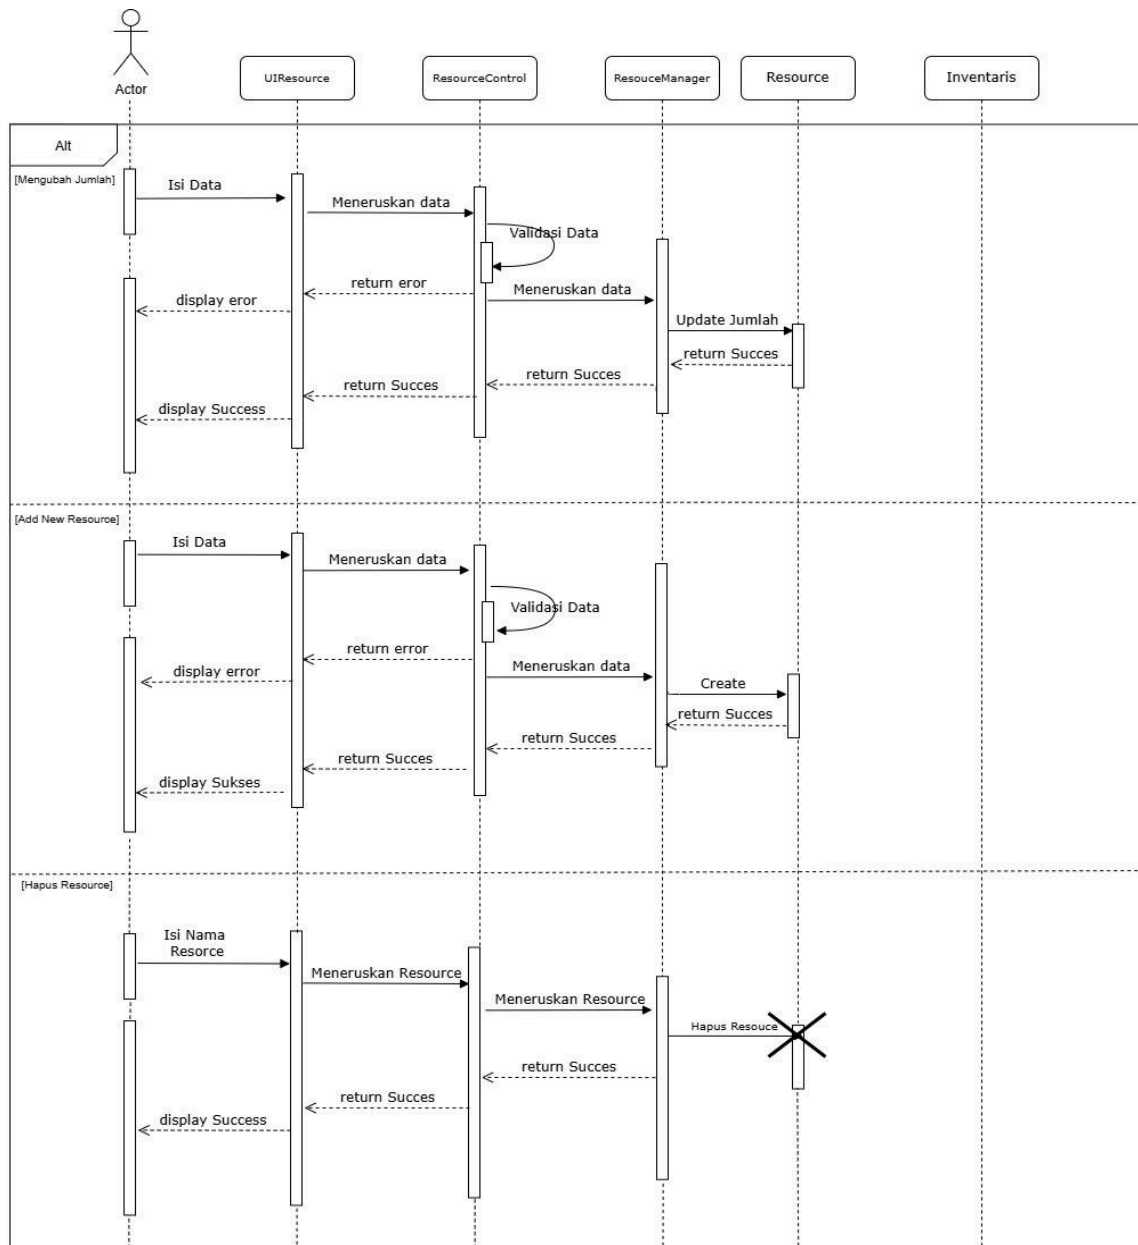 Actor
UIResource
ResourceControl
ResouceManager
Resource
Inventaris
Alt
[Mengubah Jumlah]
Isi Data
Meneruskan data
Validasi Data
return eror
Meneruskan data
display eror
Update Jumlah
return Succes
return Succes
return Succes
display Success
[Add New Resource]
Isi Data
Meneruskan data
Validasi Data
return error
Meneruskan data
display error
Create
return Succes
return Succes
return Succes
display Sukses
[Hapus Resource]
Isi Nama
Resorce
Meneruskan Resource
Meneruskan Resource
Hapus Resouce
return Succes
return Succes
display Success